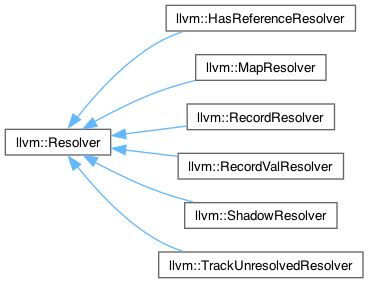 llvm::HasReferenceResolver
llvm::MapResolver
llvm::RecordResolver
llvm::Resolver
llvm::RecordValResolver
llvm::ShadowResolver
llvm::TrackUnresolvedResolver